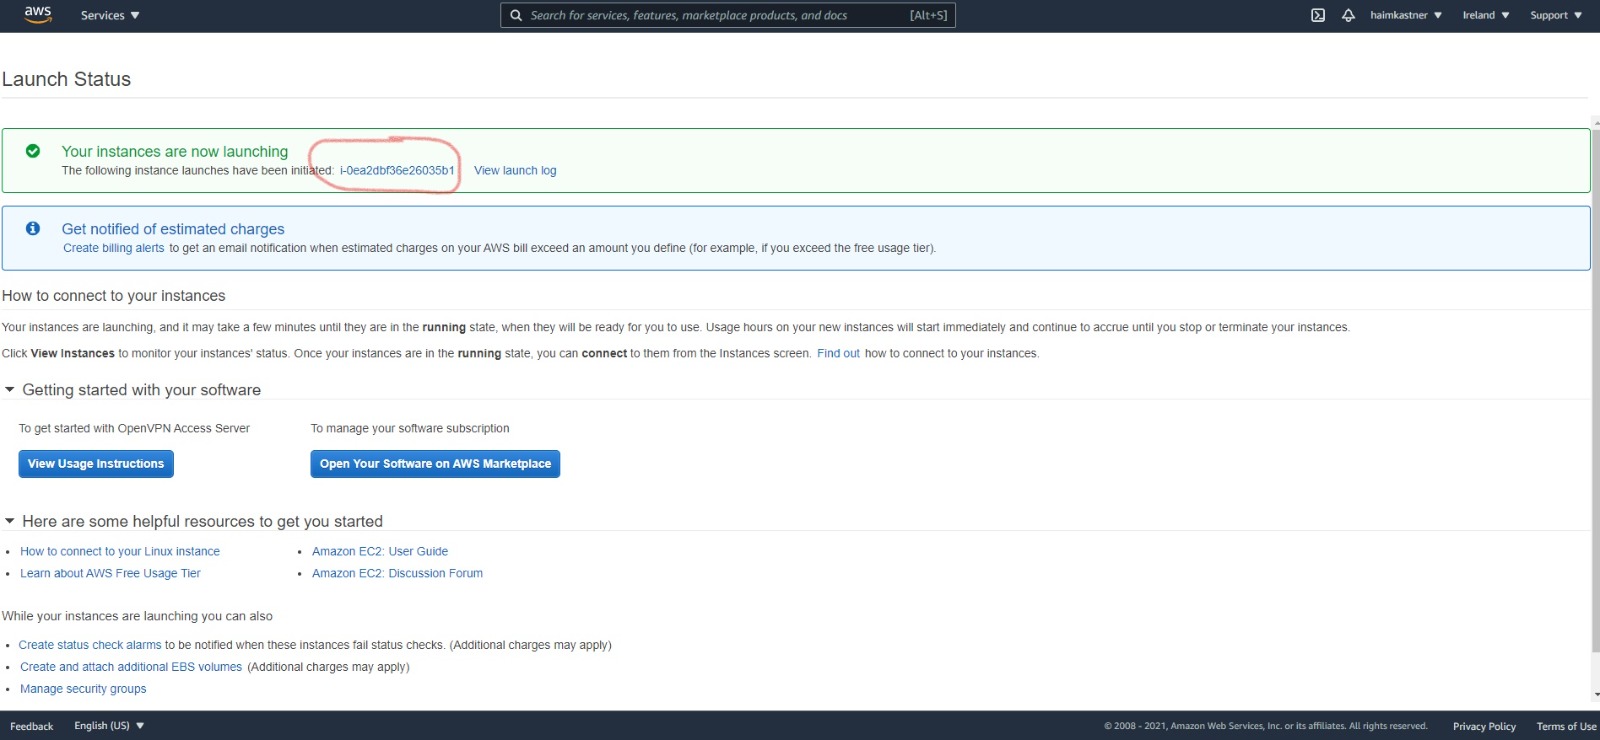 aws Services Search for services, features, marketplace products, and docs [Alt+S] haimkastner Ireland Support
Launch Status
Your instances are now launching
The following instance launches have been initiated: i-0ea2dbf36e26035b1 View launch log
Get notified of estimated charges
Create billing alerts to get an email notification when estimated charges on your AWS bill exceed an amount you define (for example, if you exceed the free usage tier).
How to connect to your instances
Your instances are launching, and it may take a few minutes until they are in the running state, when they will be ready for you to use. Usage hours on your new instances will start immediately and continue to accrue until you stop or terminate your instances.
Click View Instances to monitor your instances' status. Once your instances are in the running state, you can connect to them from the Instances screen. Find out how to connect to your instances.
Getting started with your software
To get started with OpenVPN Access Server To manage your software subscription
View Usage Instructions Open Your Software on AWS Marketplace
Here are some helpful resources to get you started
• How to connect to your Linux instance • Amazon EC2: User Guide
• Learn about AWS Free Usage Tier • Amazon EC2: Discussion Forum
While your instances are launching you can also
• Create status check alarms to be notified when these instances fail status checks. (Additional charges may apply)
• Create and attach additional EBS volumes (Additional charges may apply)
• Manage security groups
Feedback English (US) © 2008 - 2021, Amazon Web Services, Inc. or its affiliates. All rights reserved. Privacy Policy Terms of Use